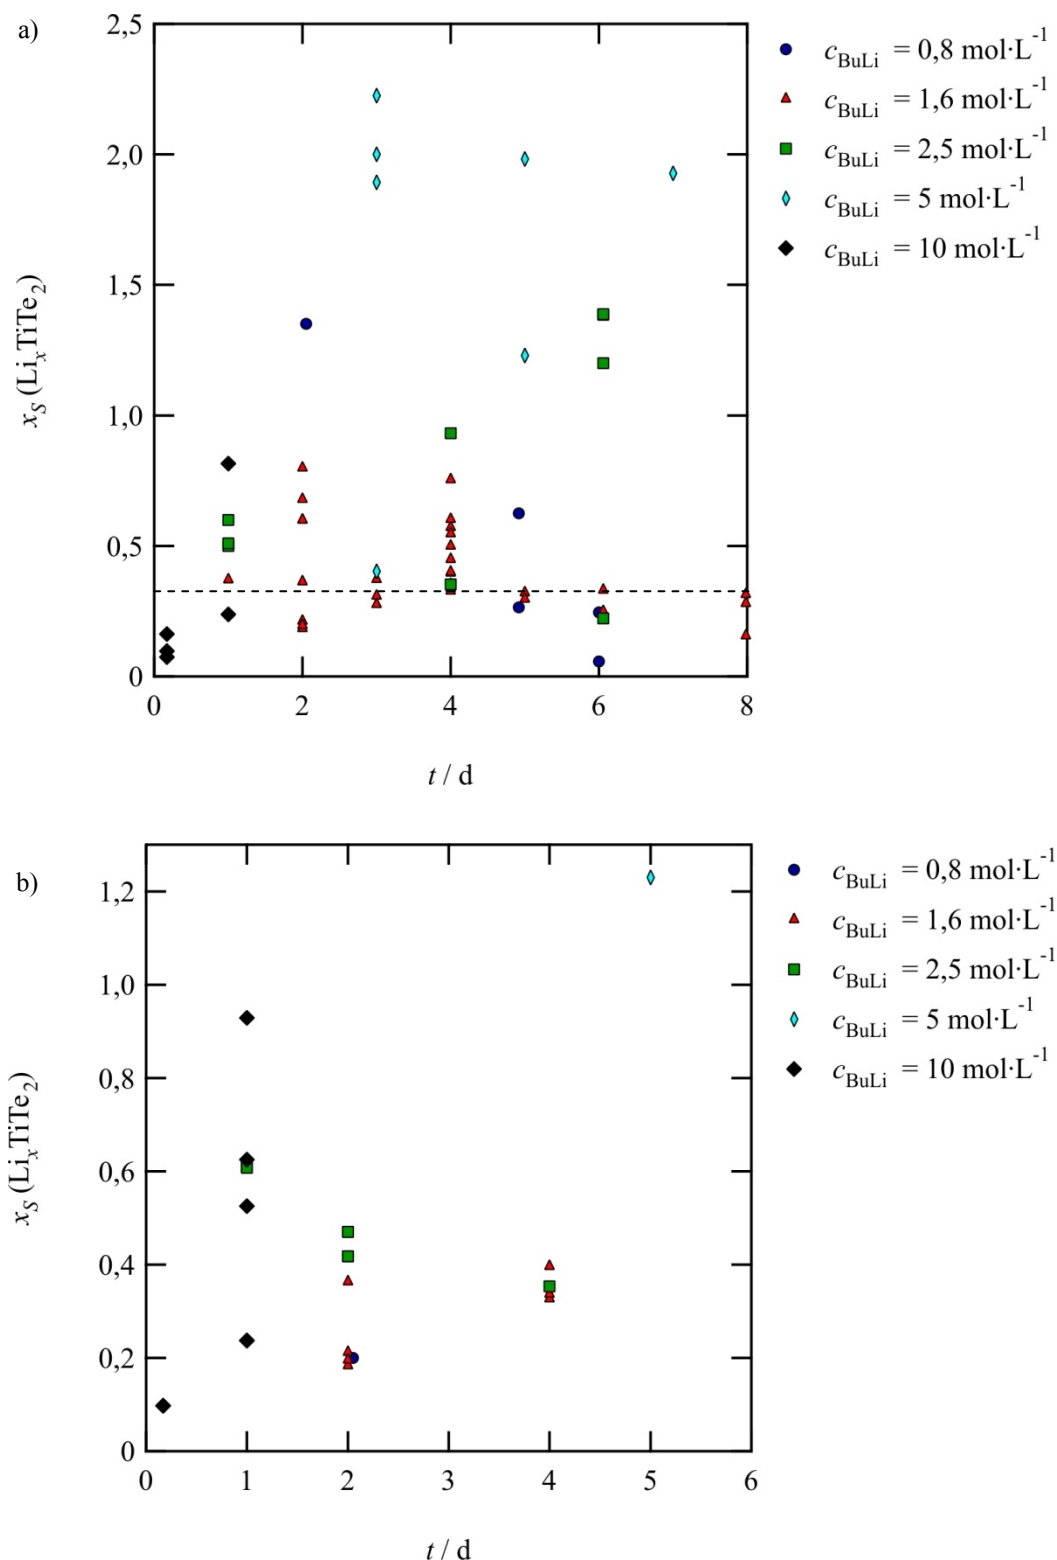 a)
2,5
2,0
1,5
1,0
0,5
0
0 2 4 6 8
x_S (Li_xTiTe_2)
t / d
c_BuLi = 0,8 mol·L^-1
c_BuLi = 1,6 mol·L^-1
c_BuLi = 2,5 mol·L^-1
c_BuLi = 5 mol·L^-1
c_BuLi = 10 mol·L^-1
b)
1,2
1,0
0,8
0,6
0,4
0,2
0
0 1 2 3 4 5 6
x_S (Li_xTiTe_2)
t / d
c_BuLi = 0,8 mol·L^-1
c_BuLi = 1,6 mol·L^-1
c_BuLi = 2,5 mol·L^-1
c_BuLi = 5 mol·L^-1
c_BuLi = 10 mol·L^-1